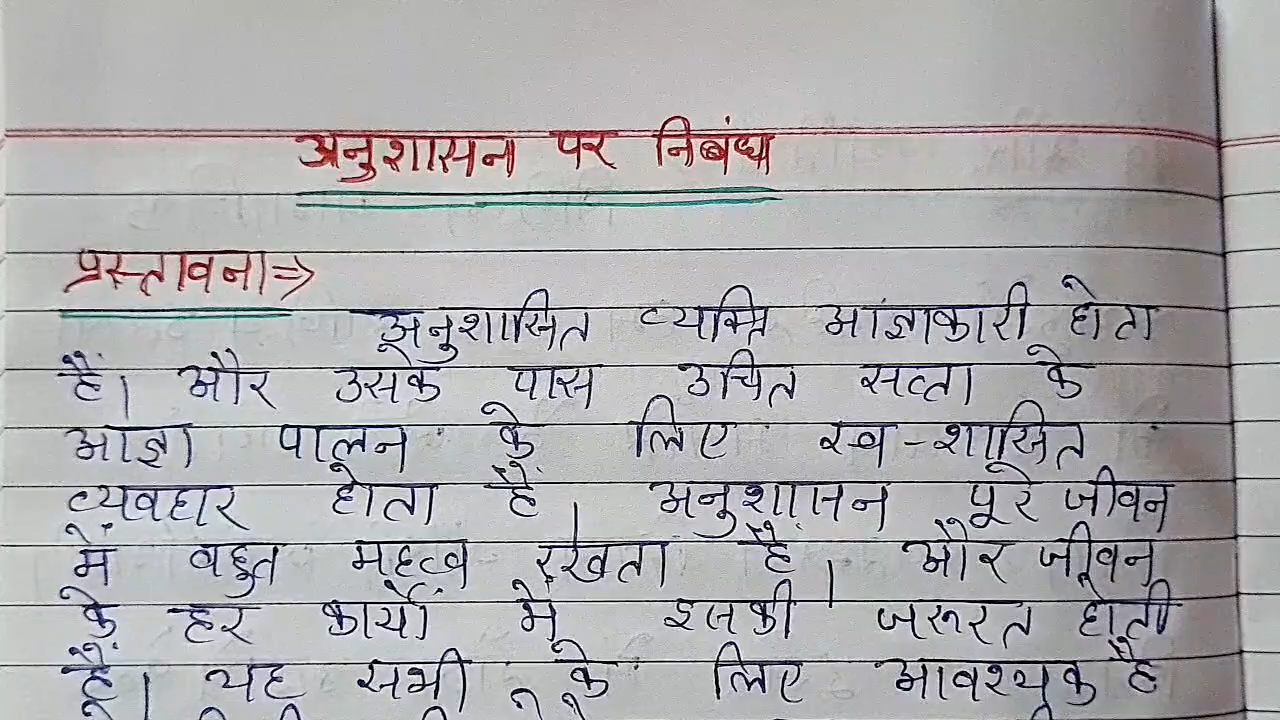 अनुशासन पर निबंध
प्रस्तावना⇒
अनुशासित व्यक्ति आज्ञाकारी होता
है। और उसके पास उचित सत्ता के
आज्ञा पालन के लिए स्व-शासित
व्यवहार होता है। अनुशासन पूरे जीवन
में बहुत महत्व रखता है। और जीवन
के हर कार्यों में इसकी जरूरत होती
है। यह सभी के लिए आवश्यक है